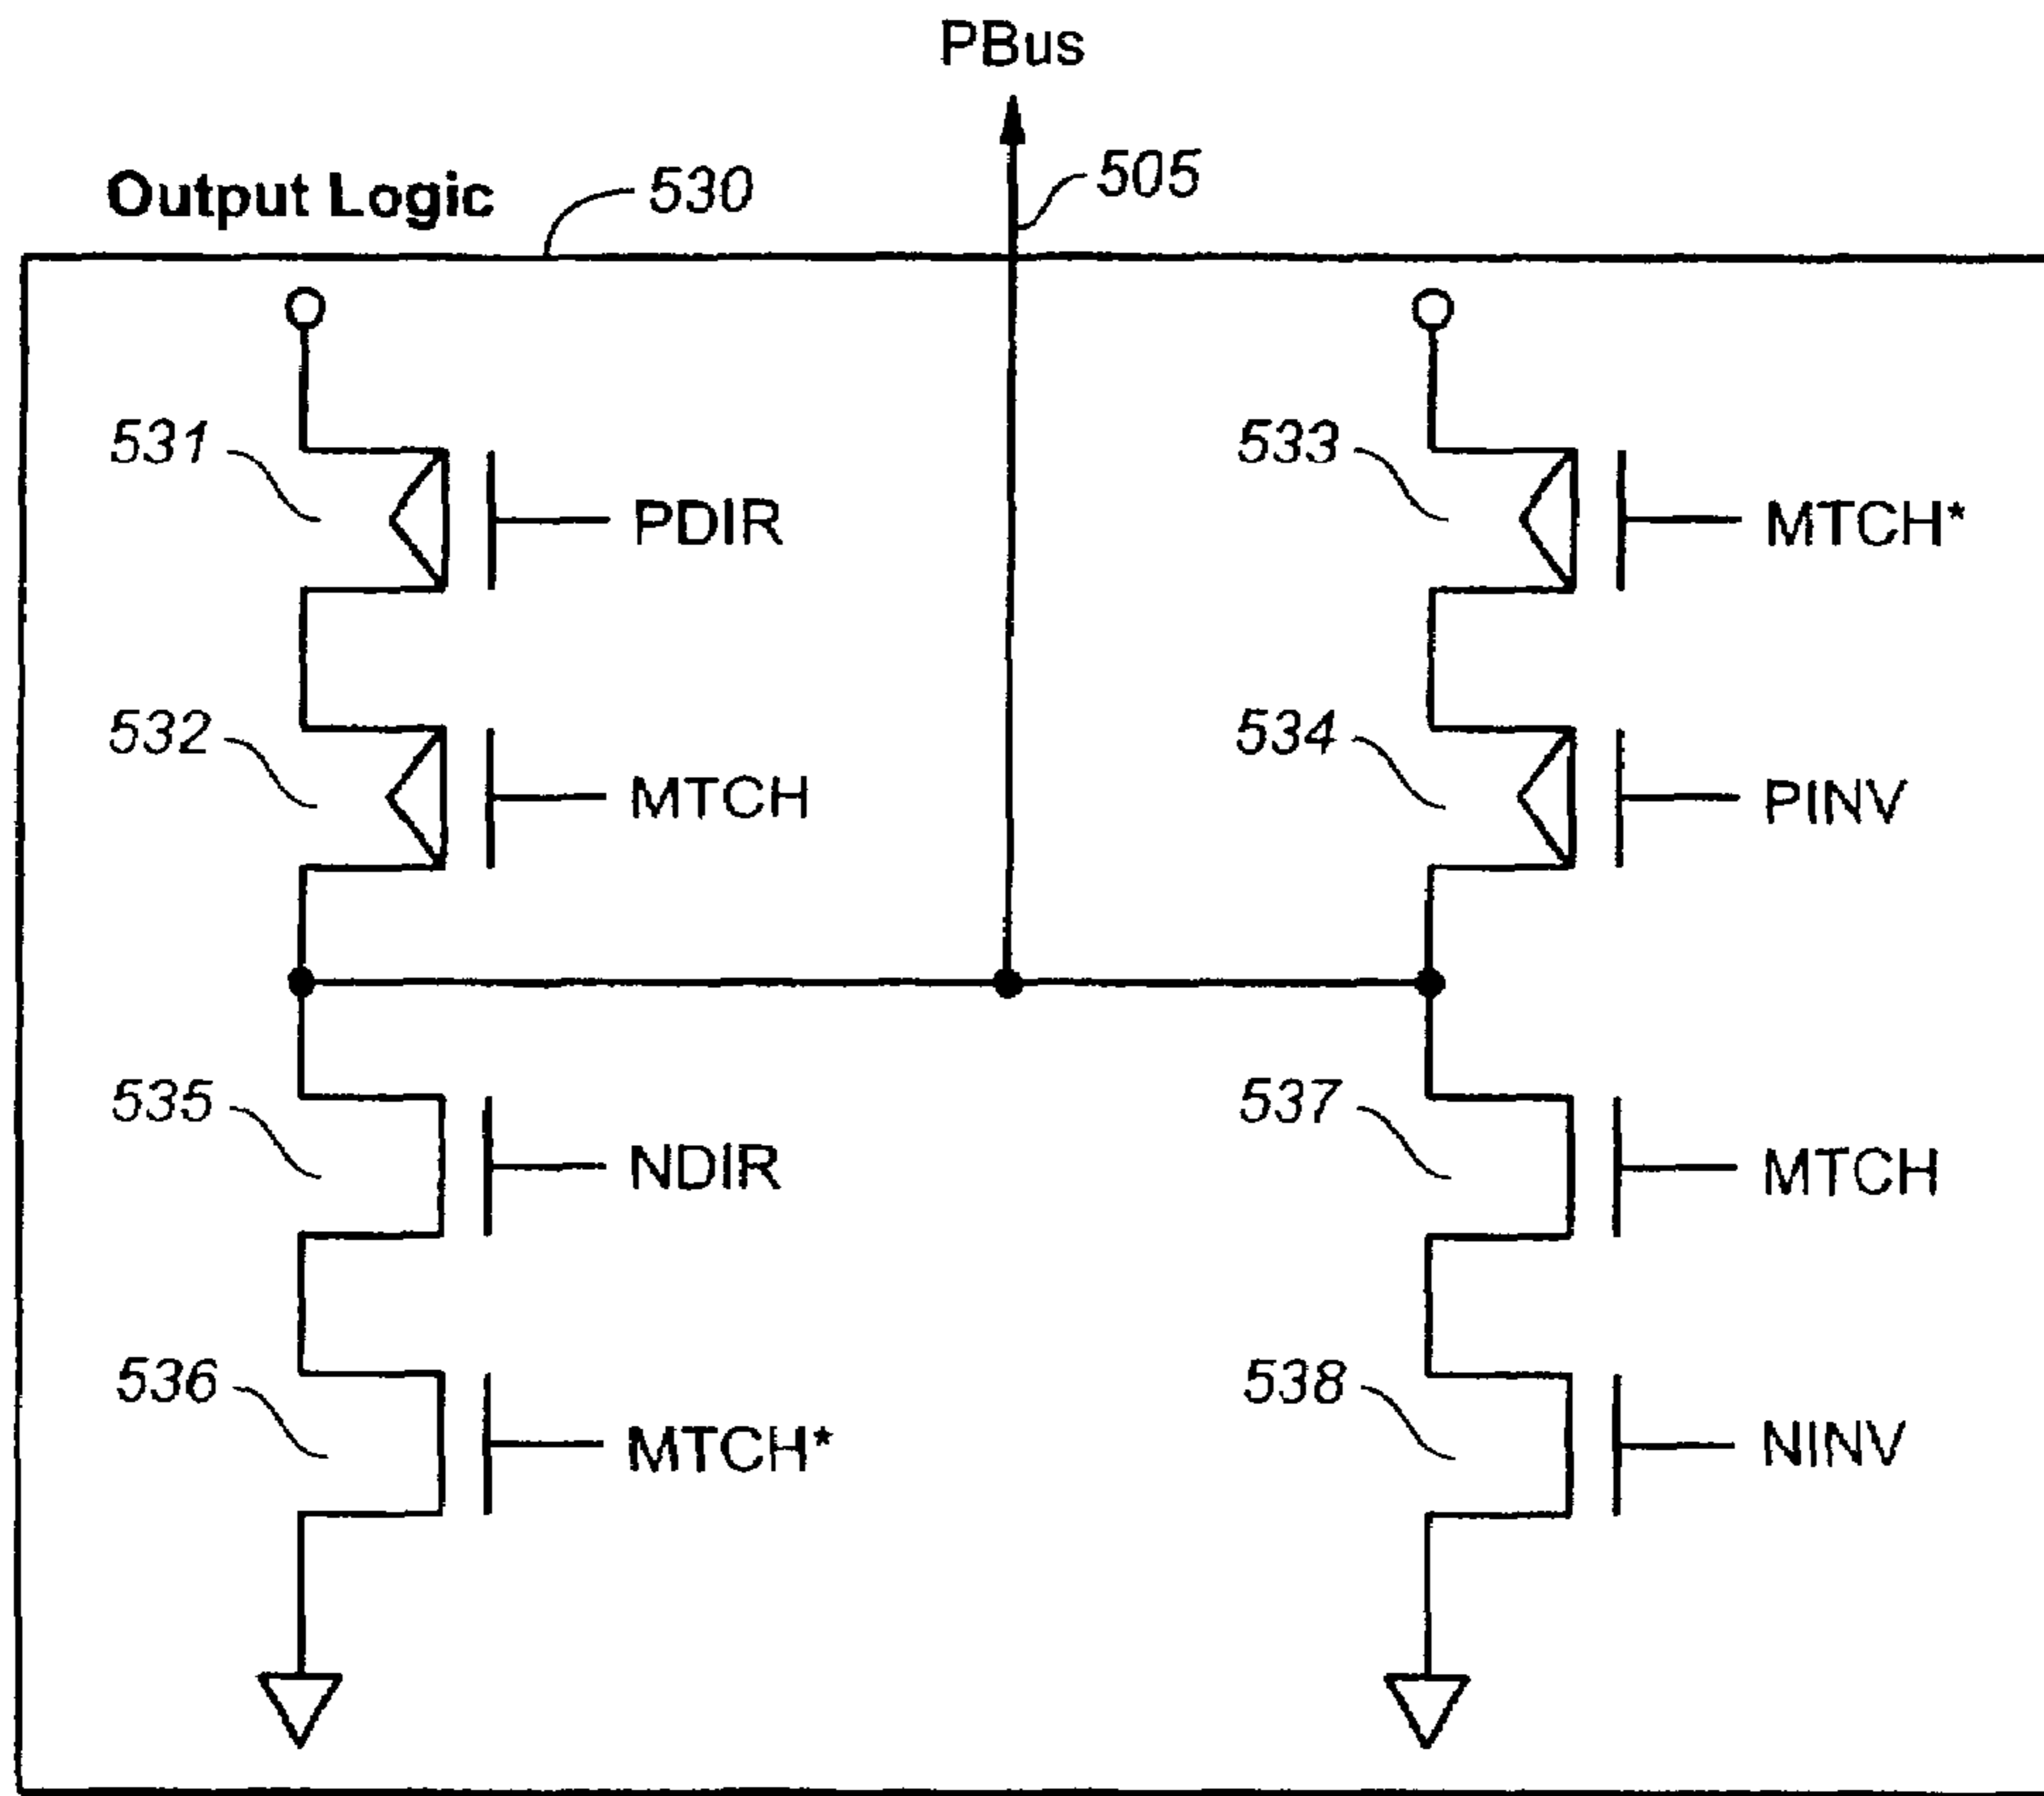 PBus
505
Output Logic
530
531
PDIR
533
MTCH*
532
MTCH
534
PINV
535
NDIR
537
MTCH
536
MTCH*
538
NINV